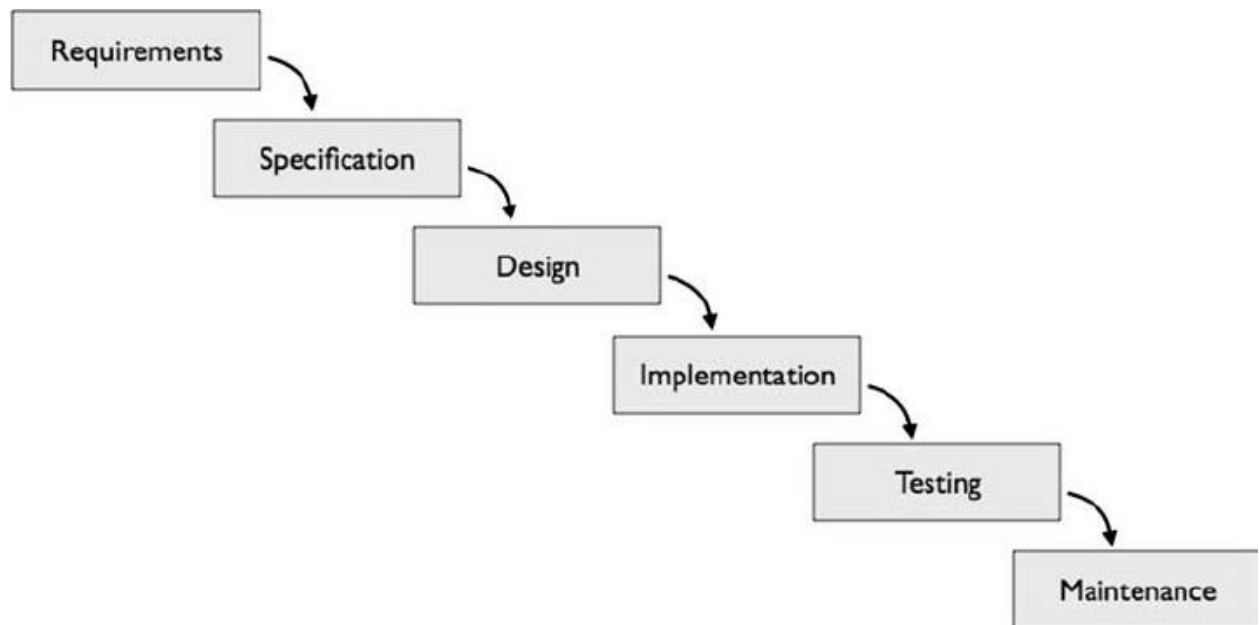 Requirements
Specification
Design
Implementation
Testing
Maintenance